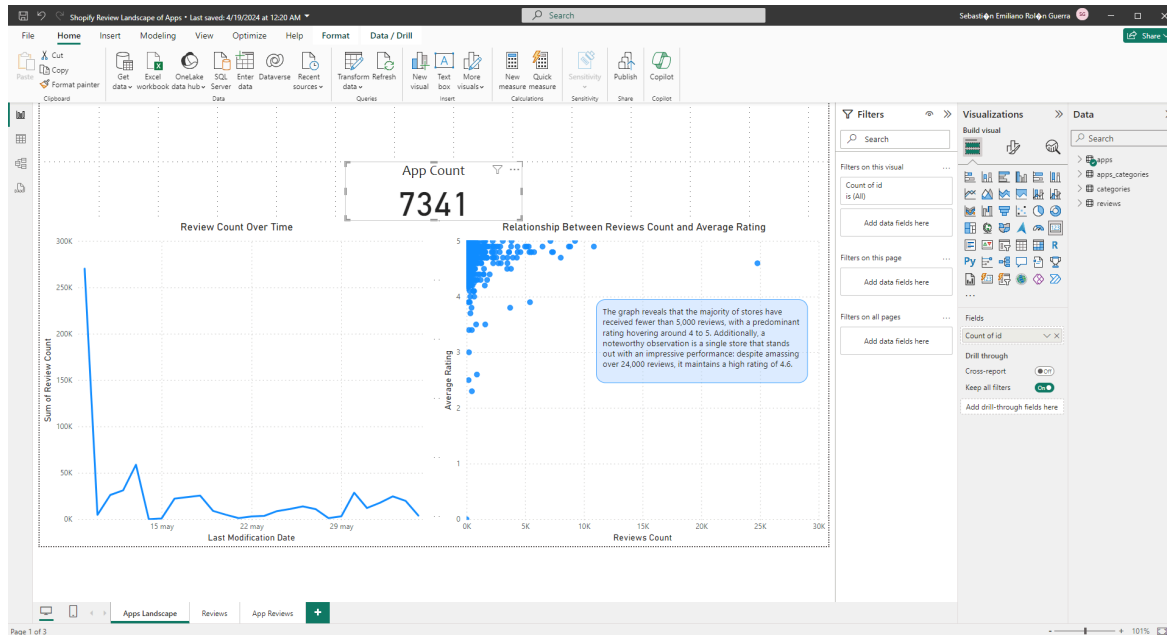 Shopify Review Landscape of Apps • Last saved: 4/19/2024 at 12:20 AM
Search
Sebasti�n Emiliano Rol�n Guerra
SG
File
Home
Insert
Modeling
View
Optimize
Help
Format
Data / Drill
Share
Paste
Cut
Copy
Format painter
Clipboard
Get data
Excel workbook
OneLake data hub
SQL Server
Enter data
Dataverse
Recent sources
Data
Transform data
Refresh
Queries
New visual
Text box
More visuals
Insert
New measure
Quick measure
Calculations
Sensitivity
Sensitivity
Publish
Share
Copilot
Copilot
App Count
7341
Review Count Over Time
Sum of Review Count
300K
250K
200K
150K
100K
50K
0K
15 may
22 may
29 may
Last Modification Date
Relationship Between Reviews Count and Average Rating
Average Rating
5
4
3
2
1
0
The graph reveals that the majority of stores have
received fewer than 5,000 reviews, with a predominant
rating hovering around 4 to 5. Additionally, a
noteworthy observation is a single store that stands
out with an impressive performance: despite amassing
over 24,000 reviews, it maintains a high rating of 4.6.
0K
5K
10K
15K
20K
25K
30K
Reviews Count
Filters
Search
Filters on this visual
Count of id
is (All)
Add data fields here
Filters on this page
Add data fields here
Filters on all pages
Add data fields here
Visualizations
Build visual
R
Py
Fields
Count of id
Drill through
Cross-report
Off
Keep all filters
On
Add drill-through fields here
Data
Search
apps
apps_categories
categories
reviews
Apps Landscape
Reviews
App Reviews
Page 1 of 3
101%